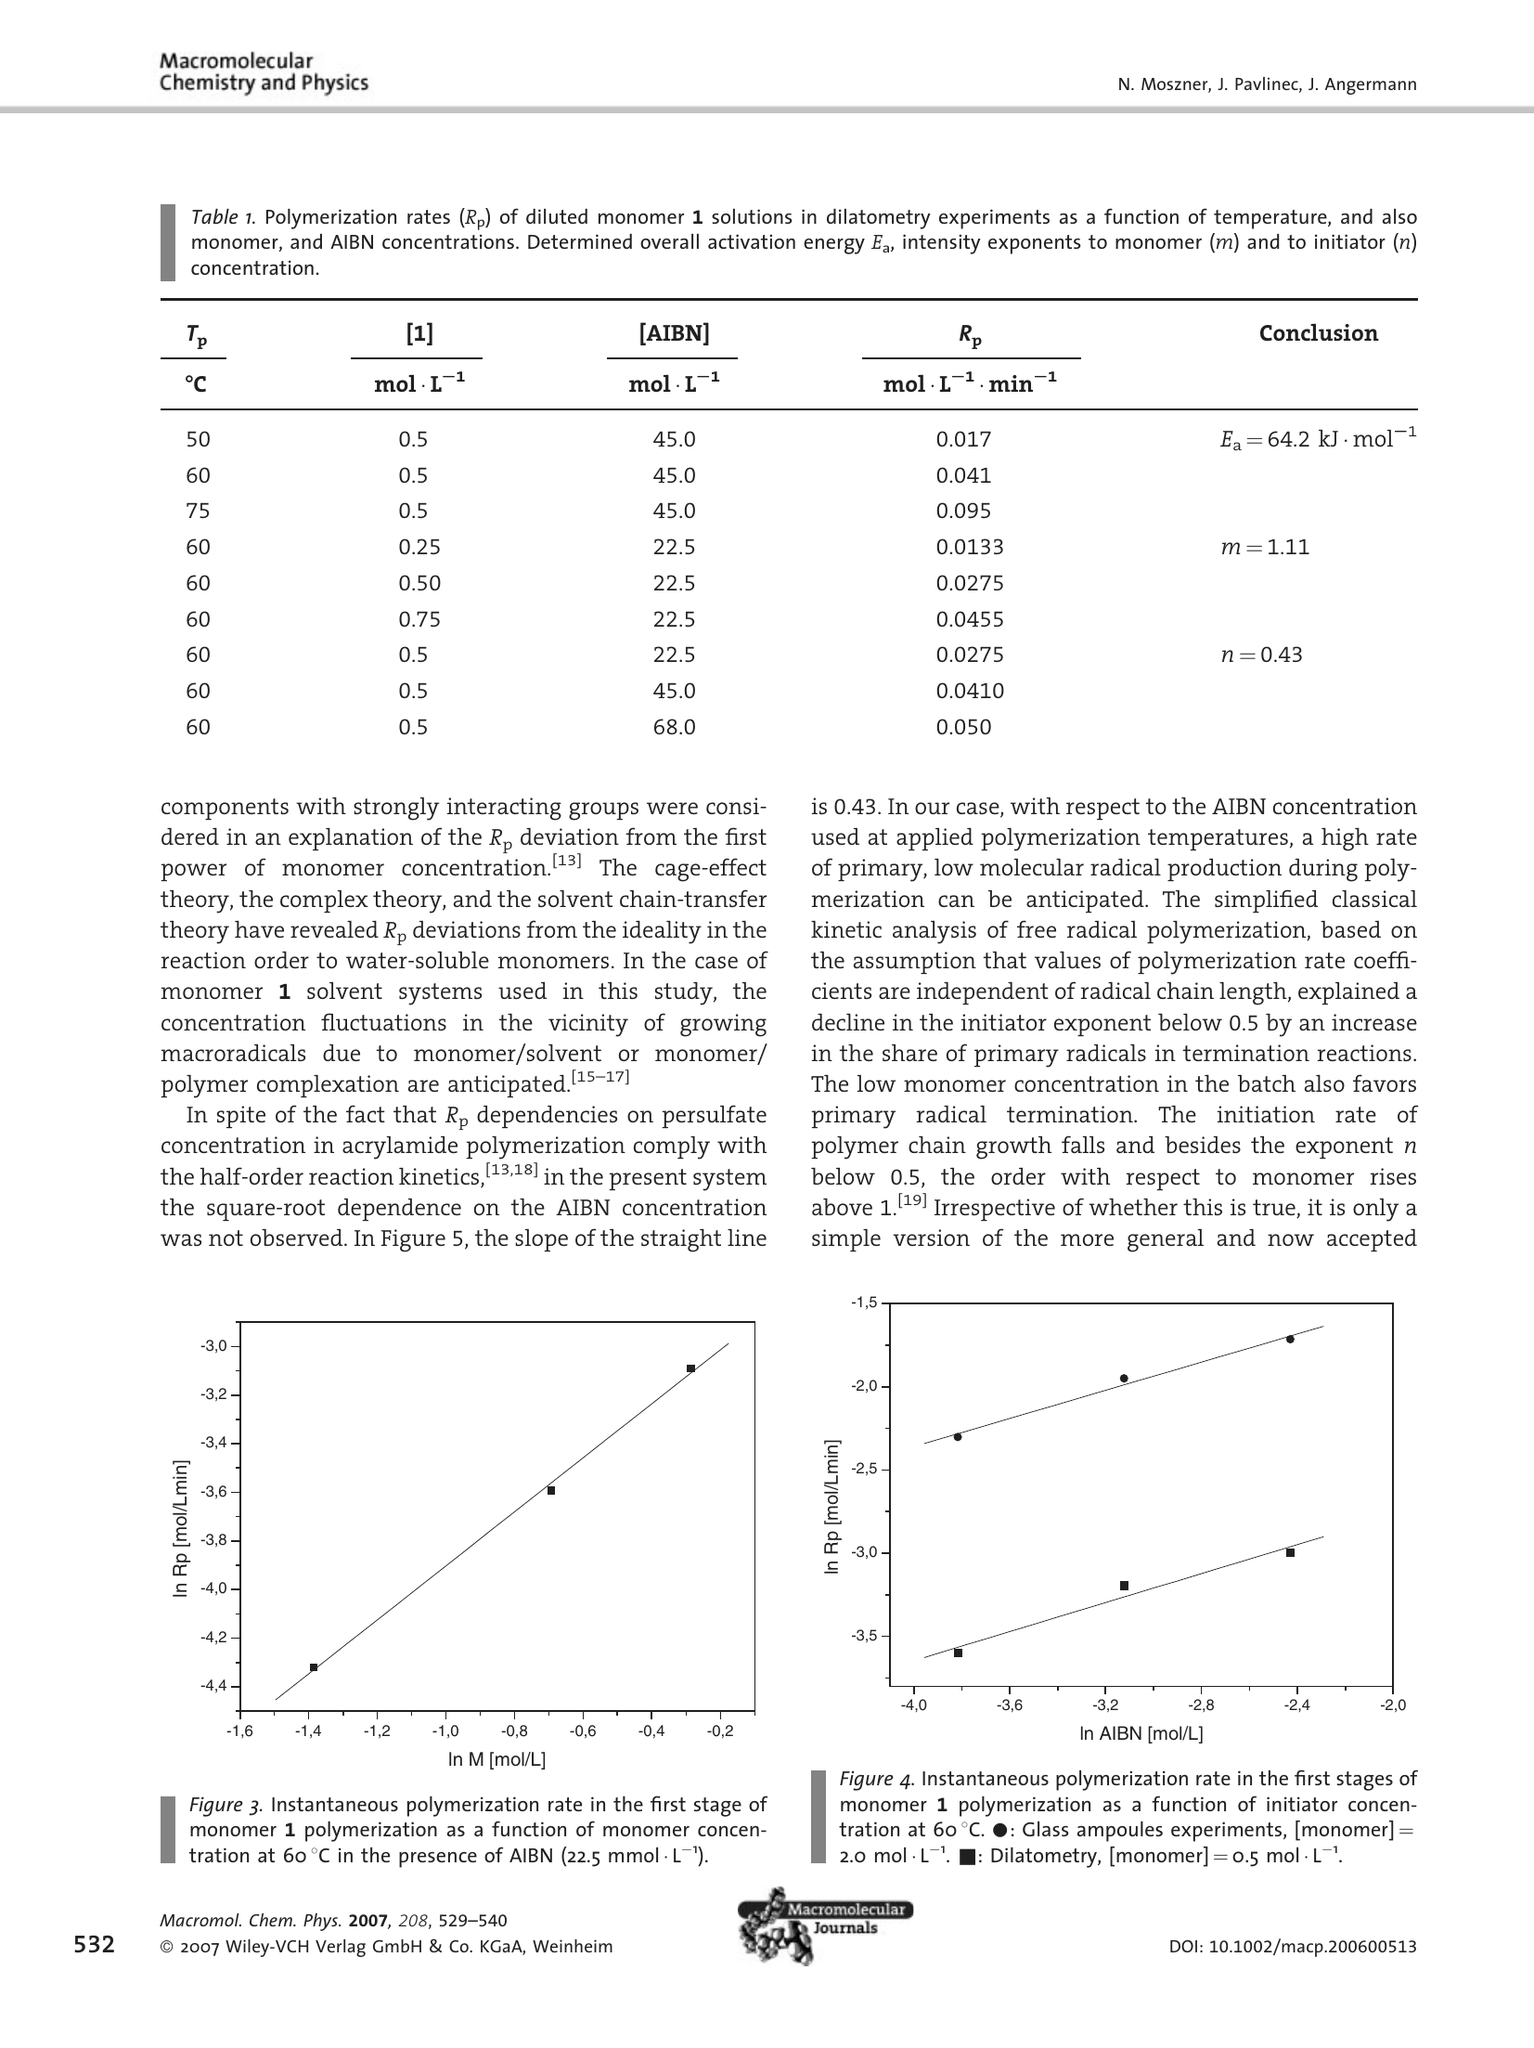 Macromolecular
Chemistry and Physics
N. Moszner, J. Pavlinec, J. Angermann
Table 1. Polymerization rates (Rp) of diluted monomer 1 solutions in dilatometry experiments as a function of temperature, and also
monomer, and AIBN concentrations. Determined overall activation energy Ea, intensity exponents to monomer (m) and to initiator (n)
concentration.
Tp [1] [AIBN] Rp Conclusion
°C mol · L−1 mol · L−1 mol · L−1 · min−1
50 0.5 45.0 0.017 Ea = 64.2 kJ · mol−1
60 0.5 45.0 0.041
75 0.5 45.0 0.095
60 0.25 22.5 0.0133 m = 1.11
60 0.50 22.5 0.0275
60 0.75 22.5 0.0455
60 0.5 22.5 0.0275 n = 0.43
60 0.5 45.0 0.0410
60 0.5 68.0 0.050
components with strongly interacting groups were consi-
dered in an explanation of the Rp deviation from the first
power of monomer concentration.[13] The cage-effect
theory, the complex theory, and the solvent chain-transfer
theory have revealed Rp deviations from the ideality in the
reaction order to water-soluble monomers. In the case of
monomer 1 solvent systems used in this study, the
concentration fluctuations in the vicinity of growing
macroradicals due to monomer/solvent or monomer/
polymer complexation are anticipated.[15–17]
In spite of the fact that Rp dependencies on persulfate
concentration in acrylamide polymerization comply with
the half-order reaction kinetics,[13,18] in the present system
the square-root dependence on the AIBN concentration
was not observed. In Figure 5, the slope of the straight line
is 0.43. In our case, with respect to the AIBN concentration
used at applied polymerization temperatures, a high rate
of primary, low molecular radical production during poly-
merization can be anticipated. The simplified classical
kinetic analysis of free radical polymerization, based on
the assumption that values of polymerization rate coeffi-
cients are independent of radical chain length, explained a
decline in the initiator exponent below 0.5 by an increase
in the share of primary radicals in termination reactions.
The low monomer concentration in the batch also favors
primary radical termination. The initiation rate of
polymer chain growth falls and besides the exponent n
below 0.5, the order with respect to monomer rises
above 1.[19] Irrespective of whether this is true, it is only a
simple version of the more general and now accepted
-3,0
-3,2
-3,4
-3,6
-3,8
-4,0
-4,2
-4,4
ln Rp [mol/Lmin]
-1,6 -1,4 -1,2 -1,0 -0,8 -0,6 -0,4 -0,2
ln M [mol/L]
Figure 3. Instantaneous polymerization rate in the first stage of
monomer 1 polymerization as a function of monomer concen-
tration at 60 °C in the presence of AIBN (22.5 mmol · L−1).
-1,5
-2,0
-2,5
-3,0
-3,5
ln Rp [mol/Lmin]
-4,0 -3,6 -3,2 -2,8 -2,4 -2,0
ln AIBN [mol/L]
Figure 4. Instantaneous polymerization rate in the first stages of
monomer 1 polymerization as a function of initiator concen-
tration at 60 °C. ●: Glass ampoules experiments, [monomer] =
2.0 mol · L−1. ■: Dilatometry, [monomer] = 0.5 mol · L−1.
532
Macromol. Chem. Phys. 2007, 208, 529–540
© 2007 Wiley-VCH Verlag GmbH & Co. KGaA, Weinheim
Macromolecular
Journals
DOI: 10.1002/macp.200600513